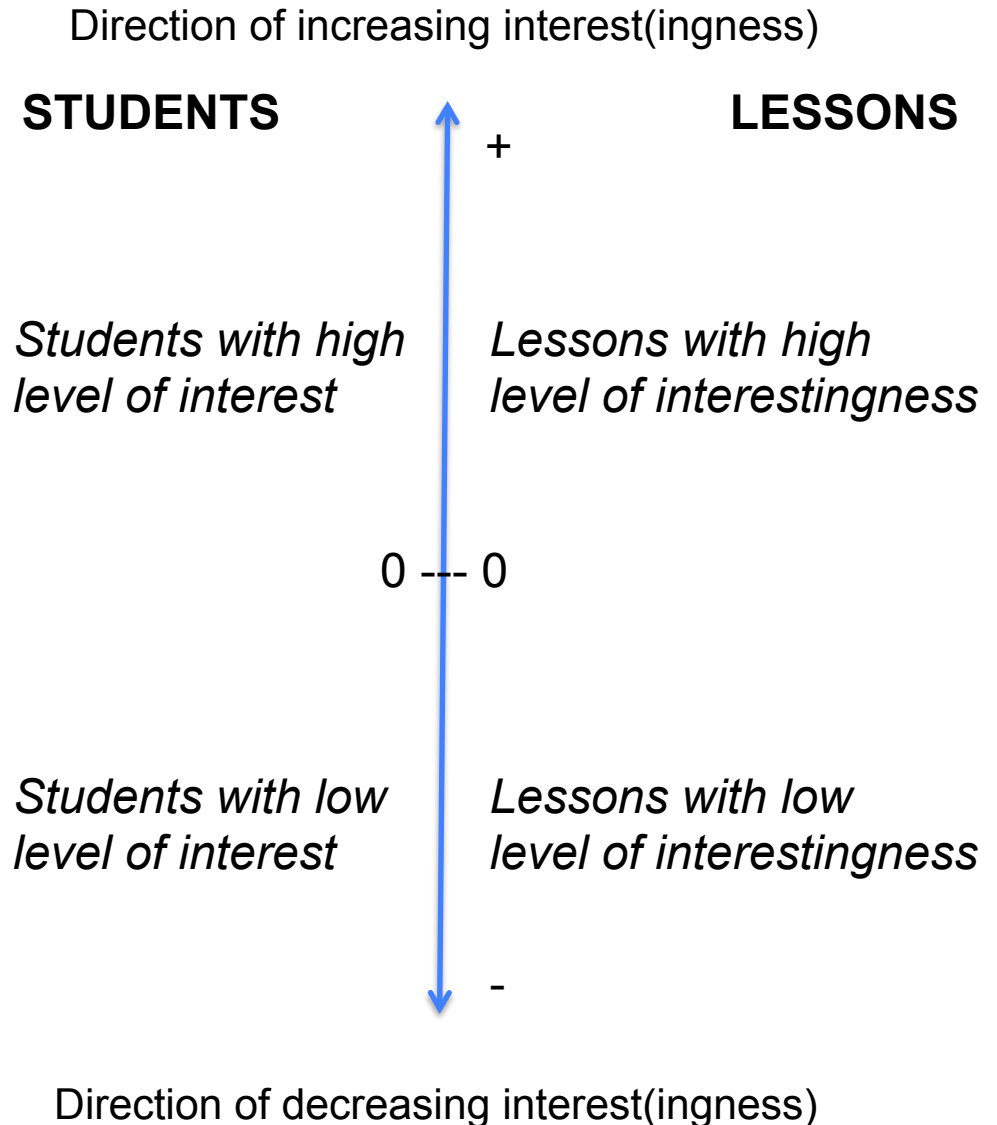 Direction of increasing interest(ingness)
STUDENTS
LESSONS
+
Students with high
level of interest
Lessons with high
level of interestingness
0 --- 0
Students with low
level of interest
Lessons with low
level of interestingness
-
Direction of decreasing interest(ingness)